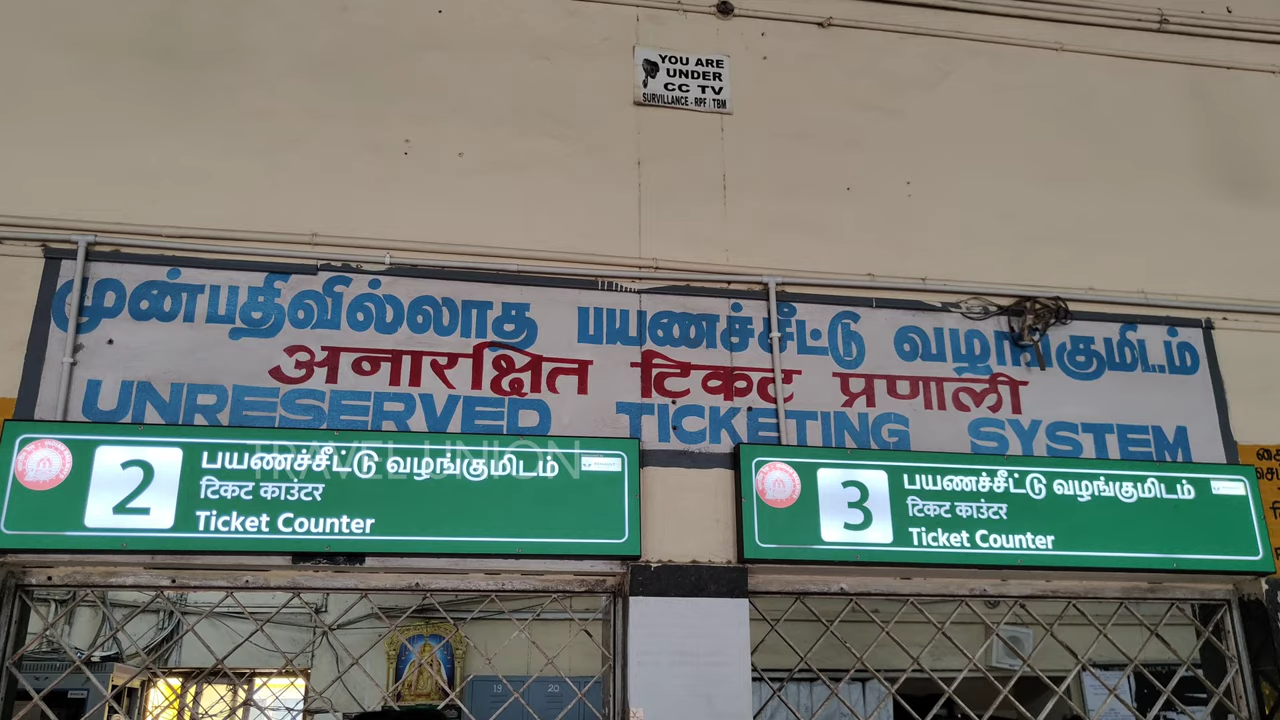 YOU ARE
UNDER
CC TV
SURVILLANCE - RPF / TBM
முன்பதிவில்லாத பயணச்சீட்டு வழங்குமிடம்
अनारक्षित टिकट प्रणाली
UNRESERVED TICKETING SYSTEM
TRAVEL UNION
2
பயணச்சீட்டு வழங்குமிடம்
टिकट काउंटर
Ticket Counter
3
பயணச்சீட்டு வழங்குமிடம்
टिकट काउंटर
Ticket Counter
19 20